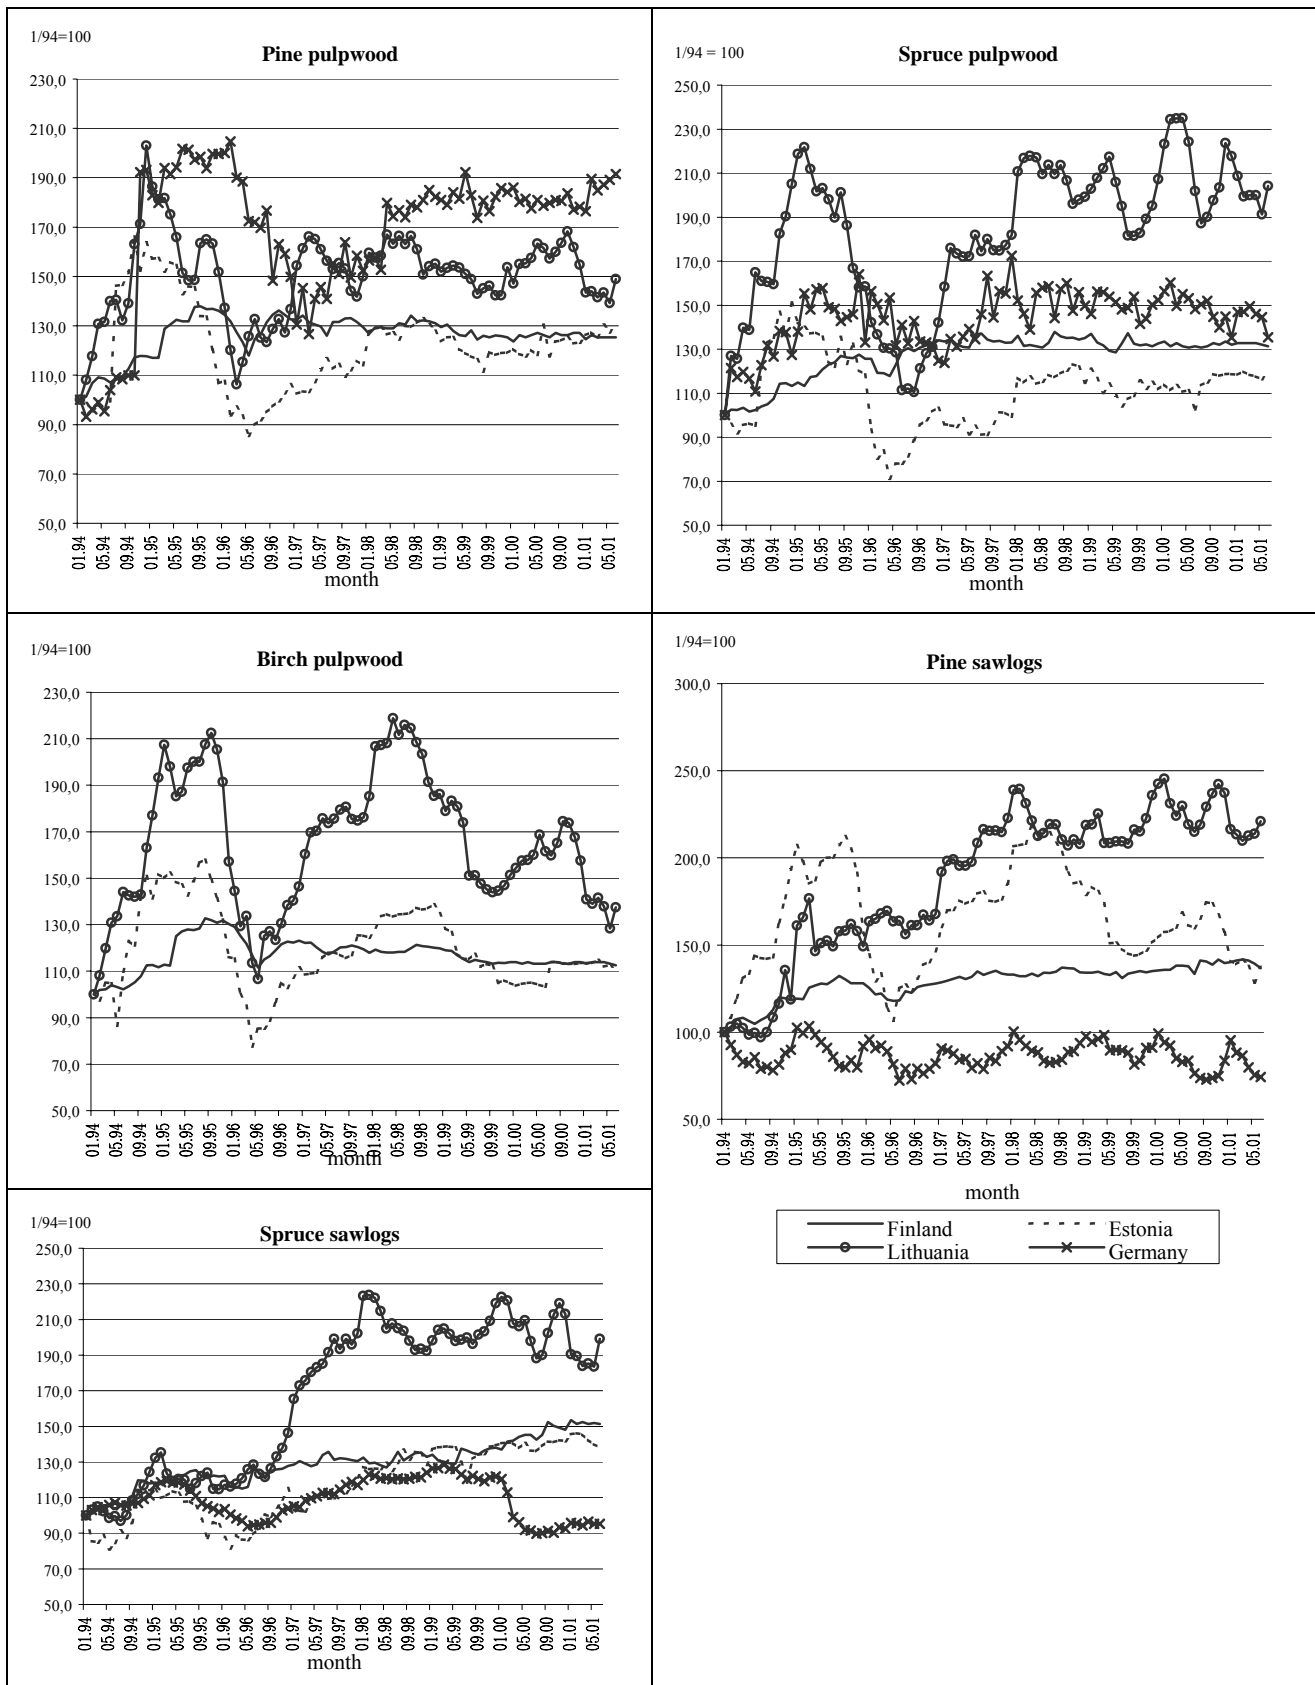 1/94=100
Pine pulpwood
230,0
210,0
190,0
170,0
150,0
130,0
110,0
90,0
70,0
50,0
01.94 05.94 09.94 01.95 05.95 09.95 01.96 05.96 09.96 01.97 05.97 09.97 01.98 05.98 09.98 01.99 05.99 09.99 01.00 05.00 09.00 01.01 05.01
month
1/94 = 100
Spruce pulpwood
250,0
230,0
210,0
190,0
170,0
150,0
130,0
110,0
90,0
70,0
50,0
01.94 05.94 09.94 01.95 05.95 09.95 01.96 05.96 09.96 01.97 05.97 09.97 01.98 05.98 09.98 01.99 05.99 09.99 01.00 05.00 09.00 01.01 05.01
month
1/94=100
Birch pulpwood
230,0
210,0
190,0
170,0
150,0
130,0
110,0
90,0
70,0
50,0
01.94 05.94 09.94 01.95 05.95 09.95 01.96 05.96 09.96 01.97 05.97 09.97 01.98 05.98 09.98 01.99 05.99 09.99 01.00 05.00 09.00 01.01 05.01
month
1/94=100
Pine sawlogs
300,0
250,0
200,0
150,0
100,0
50,0
01.94 05.94 09.94 01.95 05.95 09.95 01.96 05.96 09.96 01.97 05.97 09.97 01.98 05.98 09.98 01.99 05.99 09.99 01.00 05.00 09.00 01.01 05.01
month
Finland Estonia
Lithuania Germany
1/94=100
Spruce sawlogs
250,0
230,0
210,0
190,0
170,0
150,0
130,0
110,0
90,0
70,0
50,0
01.94 05.94 09.94 01.95 05.95 09.95 01.96 05.96 09.96 01.97 05.97 09.97 01.98 05.98 09.98 01.99 05.99 09.99 01.00 05.00 09.00 01.01 05.01
month